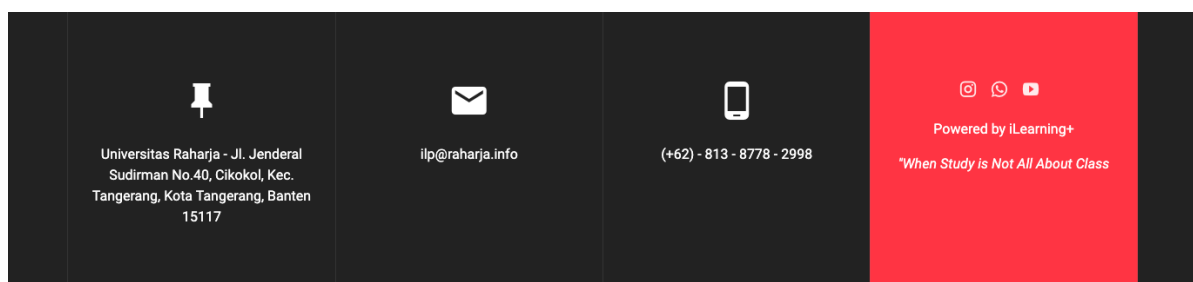 Universitas Raharja - Jl. Jenderal
Sudirman No.40, Cikokol, Kec.
Tangerang, Kota Tangerang, Banten
15117
ilp@raharja.info
(+62) - 813 - 8778 - 2998
Powered by iLearning+
"When Study is Not All About Class